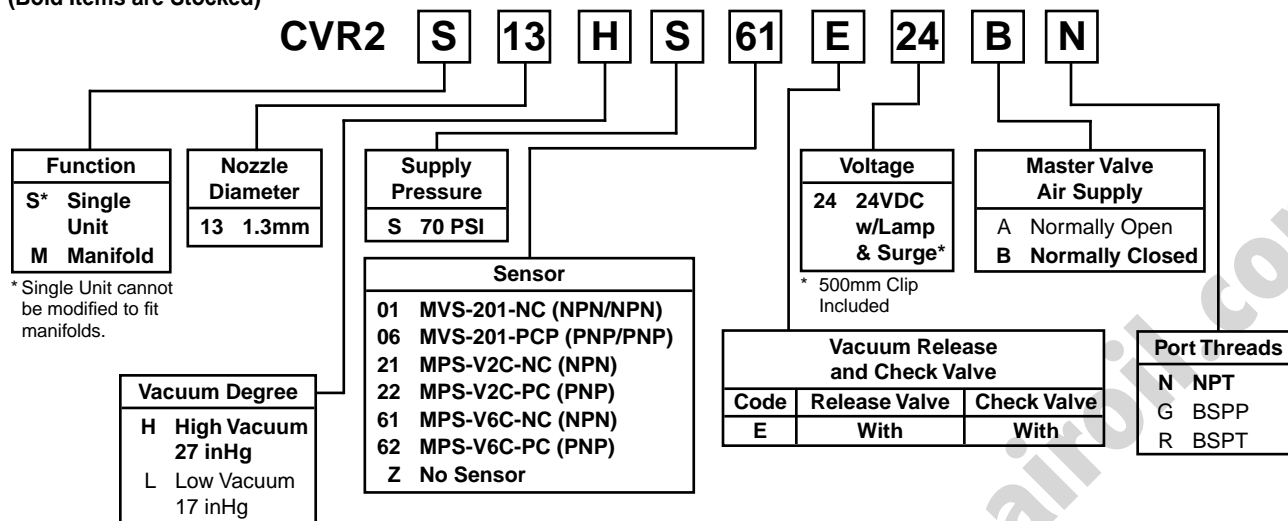 (Bold Items are Stocked)
CVR2 S 13 H S 61 E 24 B N
Function
S* Single
Unit
M Manifold
* Single Unit cannot
be modified to fit
manifolds.
Nozzle
Diameter
13 1.3mm
Supply
Pressure
S 70 PSI
Voltage
24 24VDC
w/Lamp
& Surge*
* 500mm Clip
Included
Master Valve
Air Supply
A Normally Open
B Normally Closed
Sensor
01 MVS-201-NC (NPN/NPN)
06 MVS-201-PCP (PNP/PNP)
21 MPS-V2C-NC (NPN)
22 MPS-V2C-PC (PNP)
61 MPS-V6C-NC (NPN)
62 MPS-V6C-PC (PNP)
Z No Sensor
Vacuum Release
and Check Valve
Code Release Valve Check Valve
E With With
Port Threads
N NPT
G BSPP
R BSPT
Vacuum Degree
H High Vacuum
27 inHg
L Low Vacuum
17 inHg